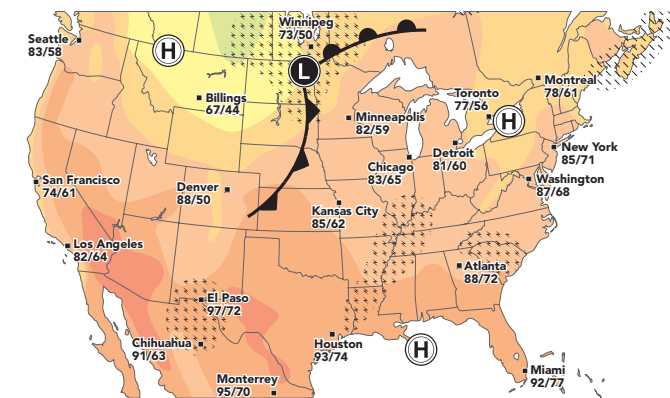 Winnipeg
73/50
Seattle
83/58
H
L
Billings
67/44
Montreal
78/61
Toronto
77/56
H
Minneapolis
82/59
New York
85/71
Detroit
81/60
Chicago
83/65
San Francisco
74/61
Denver
88/50
Washington
87/68
Kansas City
85/62
Los Angeles
82/64
Atlanta
88/72
El Paso
97/72
Chihuahua
91/63
Houston
93/74
H
Monterrey
95/70
Miami
92/77